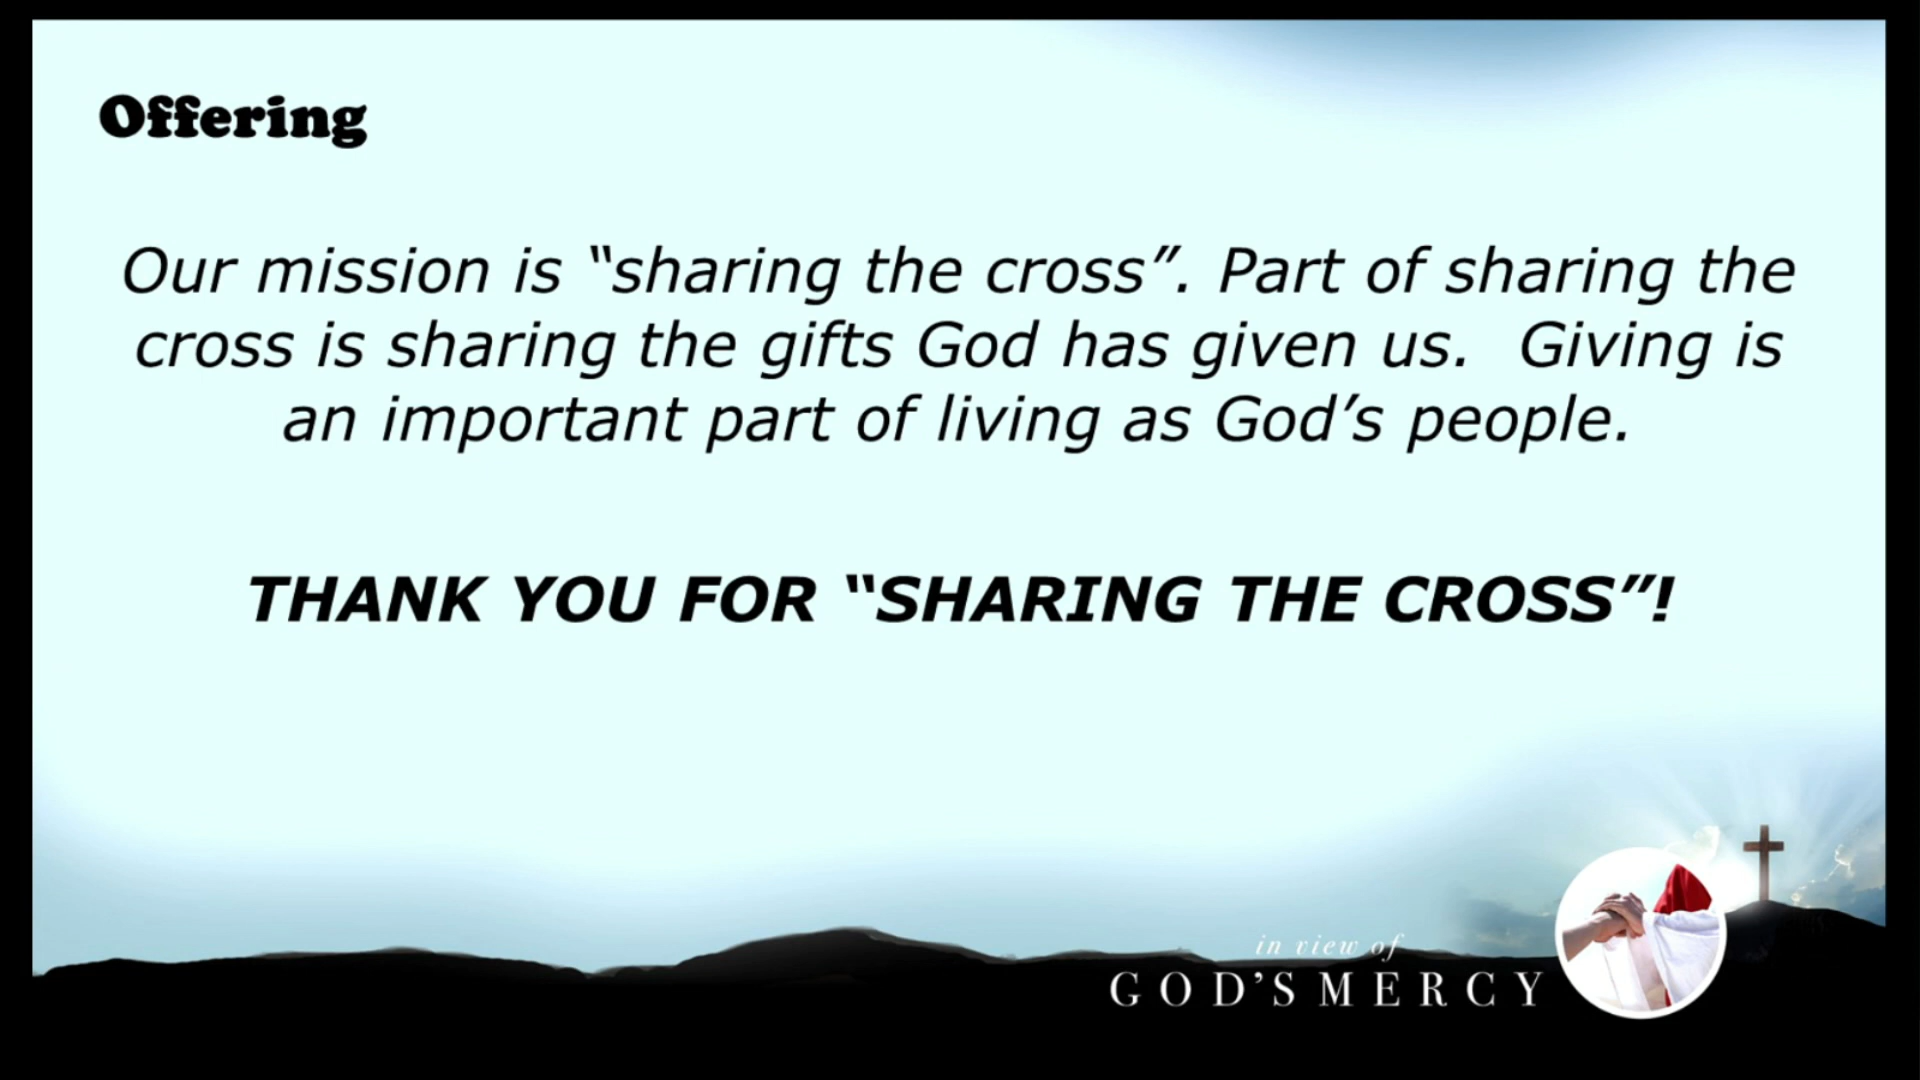 Offering
Our mission is “sharing the cross”. Part of sharing the
cross is sharing the gifts God has given us.  Giving is
an important part of living as God’s people.
THANK YOU FOR “SHARING THE CROSS”!
in view of
GOD’S MERCY